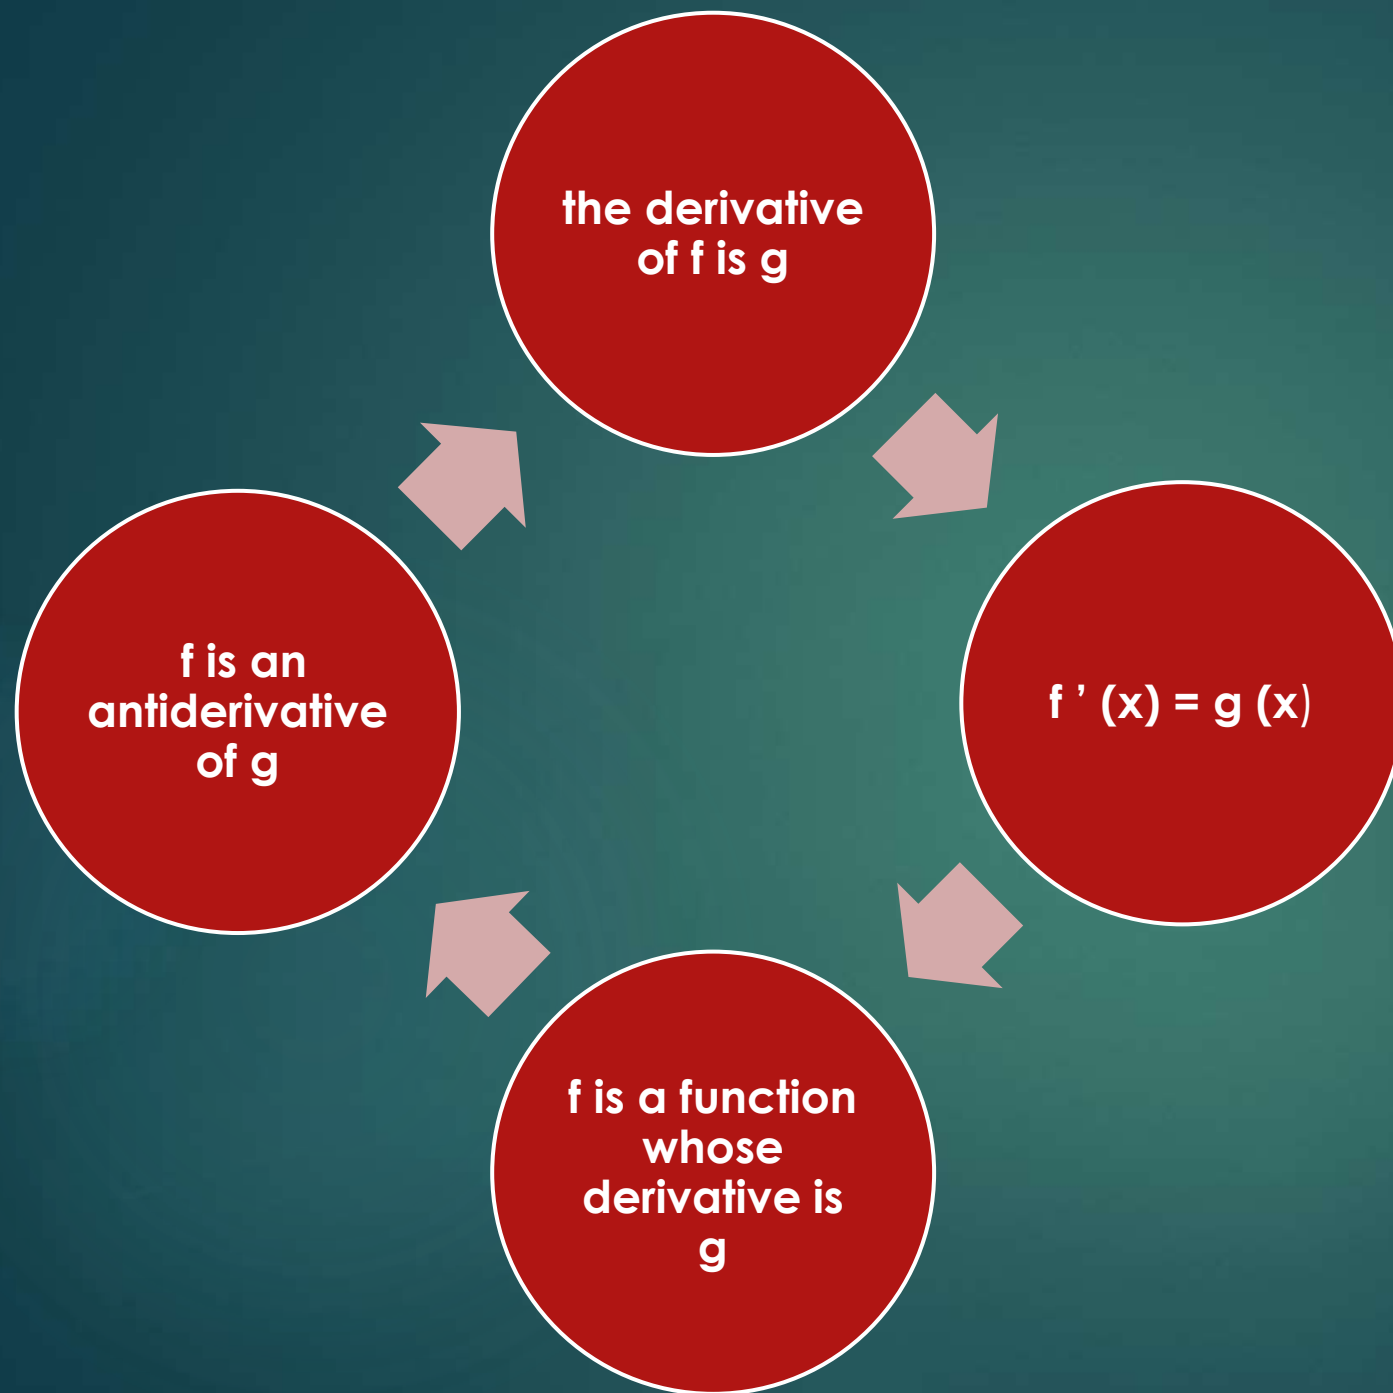 the derivative
of f is g
f ’ (x) = g (x)
f is a function
whose
derivative is
g
f is an
antiderivative
of g